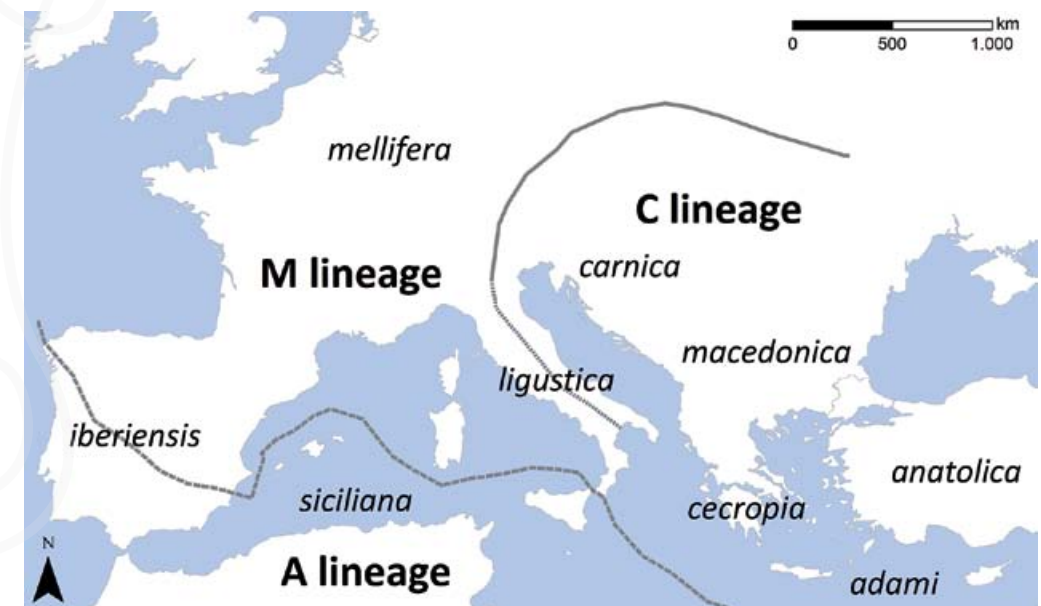 km
0 500 1.000
mellifera
C lineage
M lineage
carnica
macedonica
ligustica
iberiensis
anatolica
siciliana
cecropia
N
A lineage
adami